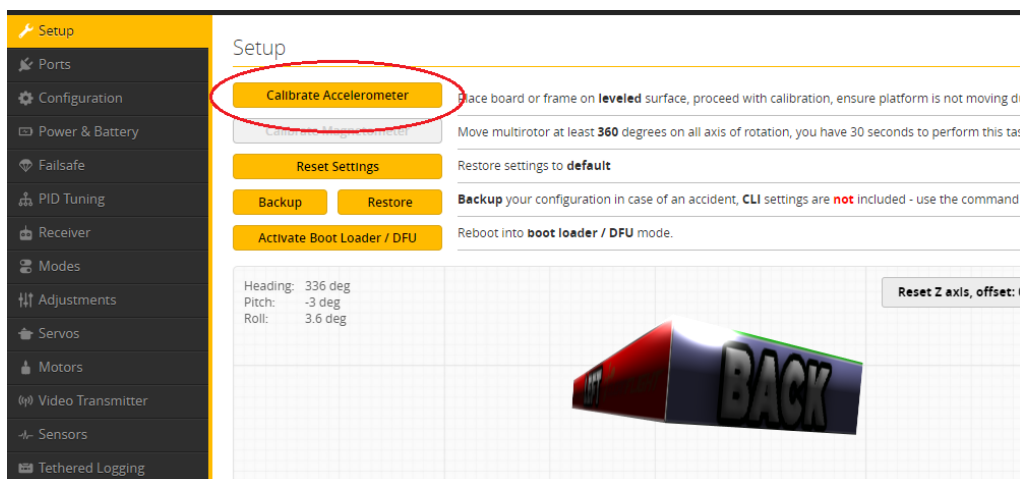 Setup
Ports
Configuration
Power & Battery
Failsafe
PID Tuning
Receiver
Modes
Adjustments
Servos
Motors
Video Transmitter
Sensors
Tethered Logging
Setup
Calibrate Accelerometer
Place board or frame on leveled surface, proceed with calibration, ensure platform is not moving
Calibrate Magnetometer
Move multirotor at least 360 degrees on all axis of rotation, you have 30 seconds to perform this
Reset Settings
Restore settings to default
Backup
Restore
Backup your configuration in case of an accident, CLI settings are not included - use the command
Activate Boot Loader / DFU
Reboot into boot loader / DFU mode.
Heading: 336 deg
Pitch: -3 deg
Roll: 3.6 deg
Reset Z axis, offset:
BACK